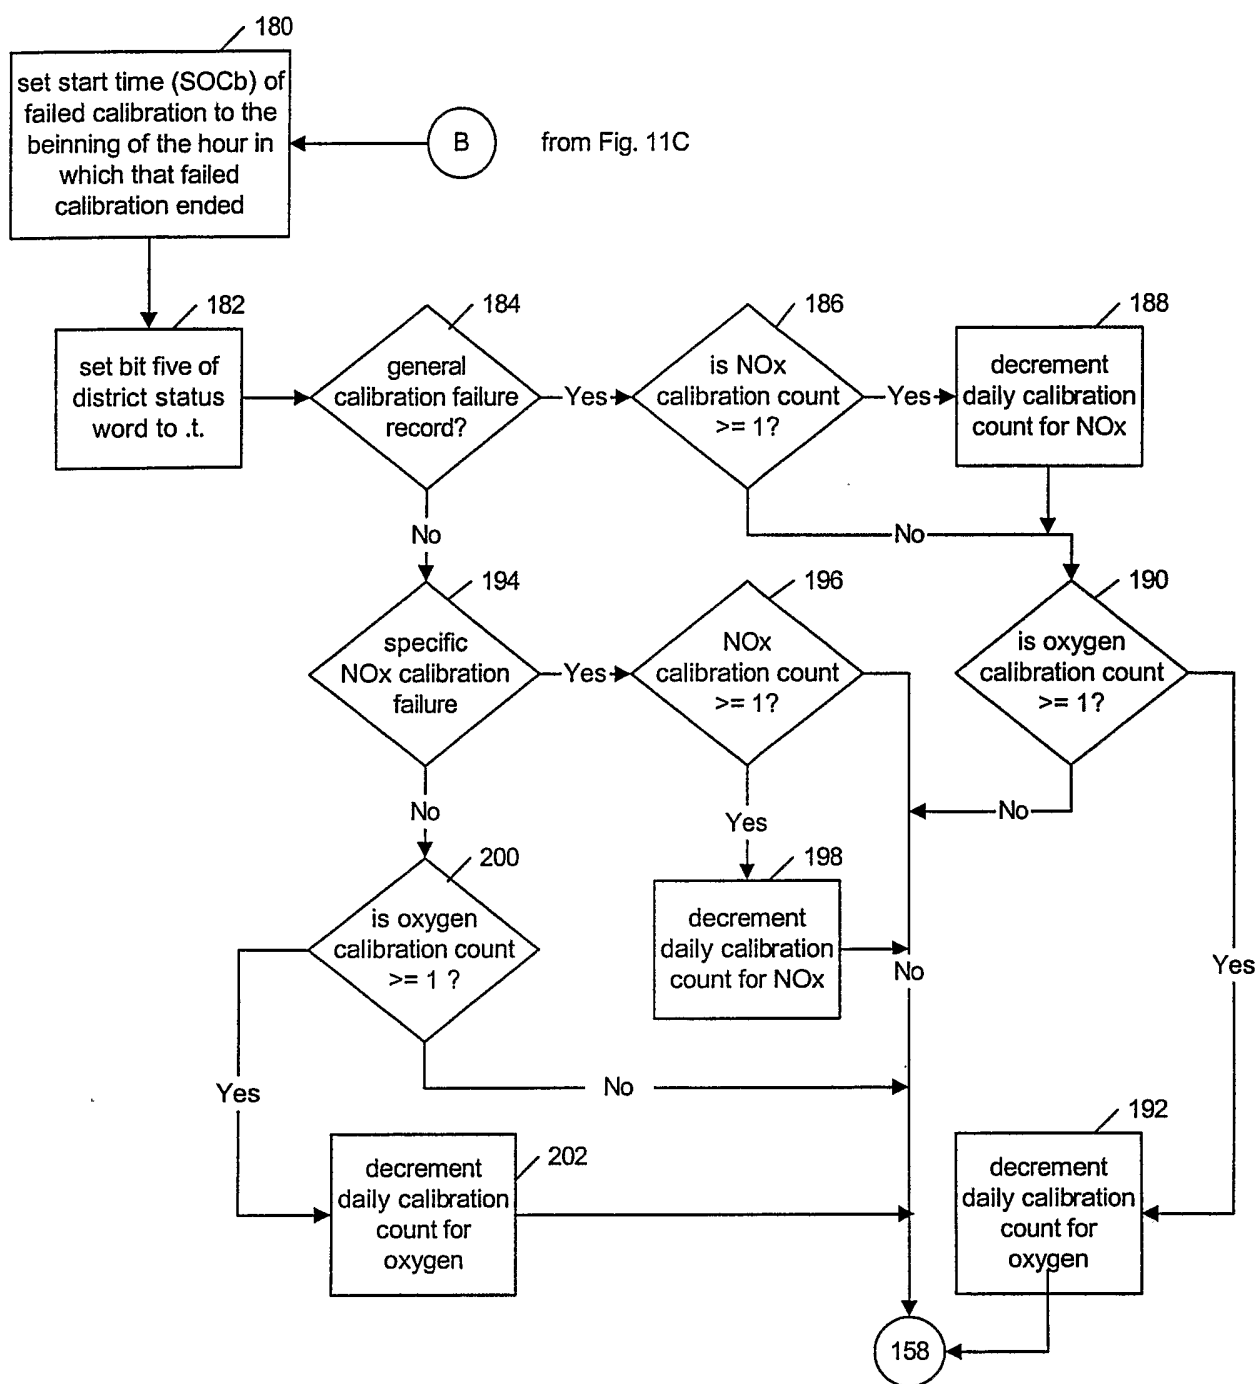 180
set start time (SOCb) of
failed calibration to the
beinning of the hour in
which that failed
calibration ended
B
from Fig. 11C
182
set bit five of
district status
word to .t.
184
general
calibration failure
record?
Yes
186
is NOx
calibration count
>= 1?
Yes
188
decrement
daily calibration
count for NOx
No
No
194
specific
NOx calibration
failure
Yes
196
NOx
calibration count
>= 1?
190
is oxygen
calibration count
>= 1?
No
Yes
No
200
is oxygen
calibration count
>= 1 ?
198
decrement
daily calibration
count for NOx
No
Yes
Yes
No
202
decrement
daily calibration
count for
oxygen
192
decrement
daily calibration
count for
oxygen
158